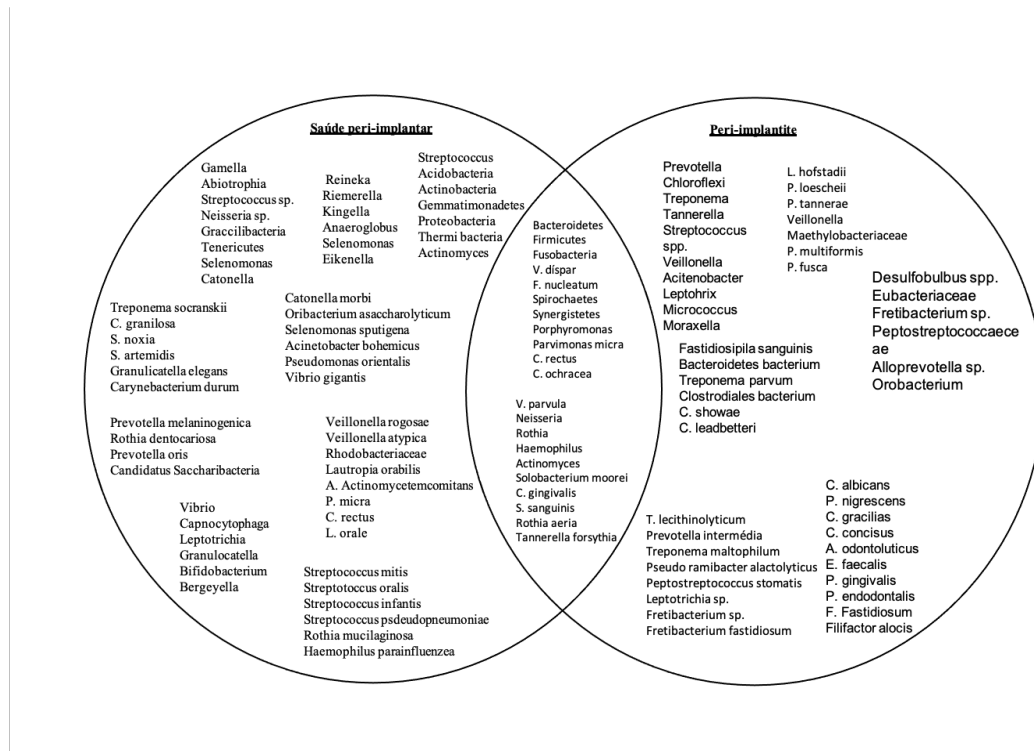 Saúde peri-implantar
Gamella
Abiotrophia
Streptococcus sp.
Neisseria sp.
Graccilibacteria
Tenericutes
Selenomonas
Catonella
Reineka
Riemerella
Kingella
Anaeroglobus
Selenomonas
Eikenella
Streptococcus
Acidobacteria
Actinobacteria
Gemmatimonadetes
Proteobacteria
Thermi bacteria
Actinomyces
Treponema socranskii
C. granilosa
S. noxia
S. artemidis
Granulicatella elegans
Carynebacterium durum
Catonella morbi
Oribacterium asaccharolyticum
Selenomonas sputigena
Acinetobacter bohemicus
Pseudomonas orientalis
Vibrio gigantis
Prevotella melaninogenica
Rothia dentocariosa
Prevotella oris
Candidatus Saccharibacteria
Veillonella rogosae
Veillonella atypica
Rhodobacteriaceae
Lautropia orabilis
A. Actinomycetemcomitans
P. micra
C. rectus
L. orale
Vibrio
Capnocytophaga
Leptotrichia
Granulocatella
Bifidobacterium
Bergeyella
Streptococcus mitis
Streptotoccus oralis
Streptococcus infantis
Streptococcus psdeudopneumoniae
Rothia mucilaginosa
Haemophilus parainfluenzea
Bacteroidetes
Firmicutes
Fusobacteria
V. díspar
F. nucleatum
Spirochaetes
Synergistetes
Porphyromonas
Parvimonas micra
C. rectus
C. ochracea
V. parvula
Neisseria
Rothia
Haemophilus
Actinomyces
Solobacterium moorei
C. gingivalis
S. sanguinis
Rothia aeria
Tannerella forsythia
Peri-implantite
Prevotella
Chloroflexi
Treponema
Tannerella
Streptococcus
spp.
Veillonella
Acitenobacter
Leptohrix
Micrococcus
Moraxella
L. hofstadii
P. loescheii
P. tannerae
Veillonella
Maethylobacteriaceae
P. multiformis
P. fusca
Desulfobulbus spp.
Eubacteriaceae
Fretibacterium sp.
Peptostreptococcaece
ae
Alloprevotella sp.
Orobacterium
Fastidiosipila sanguinis
Bacteroidetes bacterium
Treponema parvum
Clostrodiales bacterium
C. showae
C. leadbetteri
T. lecithinolyticum
Prevotella intermédia
Treponema maltophilum
Pseudo ramibacter alactolyticus
Peptostreptococcus stomatis
Leptotrichia sp.
Fretibacterium sp.
Fretibacterium fastidiosum
C. albicans
P. nigrescens
C. gracilias
C. concisus
A. odontoluticus
E. faecalis
P. gingivalis
P. endodontalis
F. Fastidiosum
Filifactor alocis